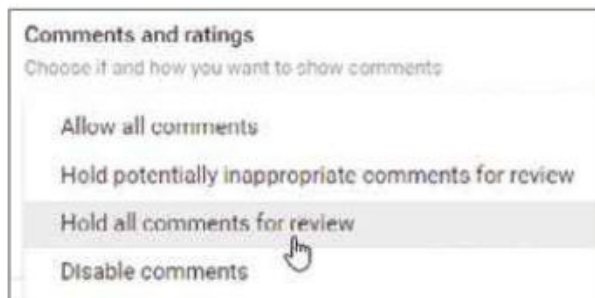 Comments and ratings
Choose if and how you want to show comments
Allow all comments
Hold potentially inappropriate comments for review
Hold all comments for review
Disable comments